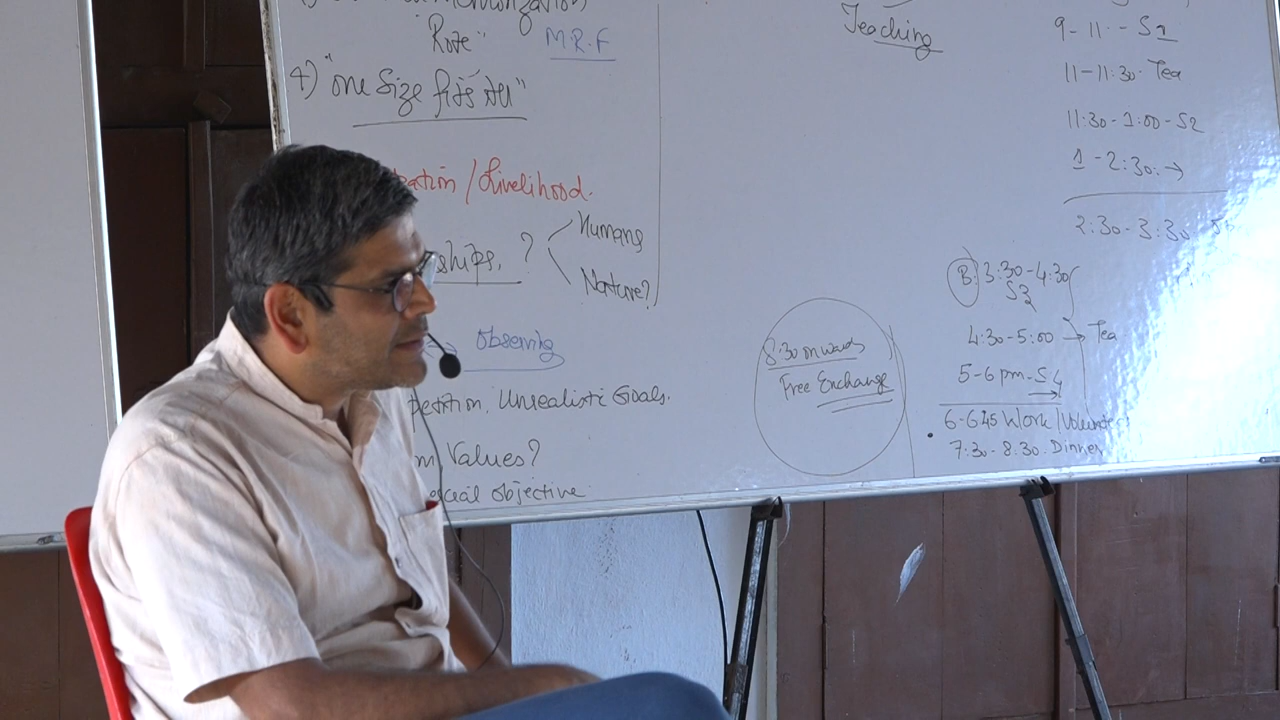 "Rote" M.R.F
4) "one Size fits All"
/Livelihood.
? Humans
Nature?
Observing
Unrealistic Goals.
Values?
objective
Teaching
9-11 - S1
11-11:30. Tea
11:30-1:00-S2
1-2:30. →
2:30-3:30
B: 3:30-4:30
S3
4:30-5:00 → Tea
5-6 pm-S4
6-6:45 Work/Volunteers
7:30-8:30. Dinner
8:30 onwards
Free Exchange